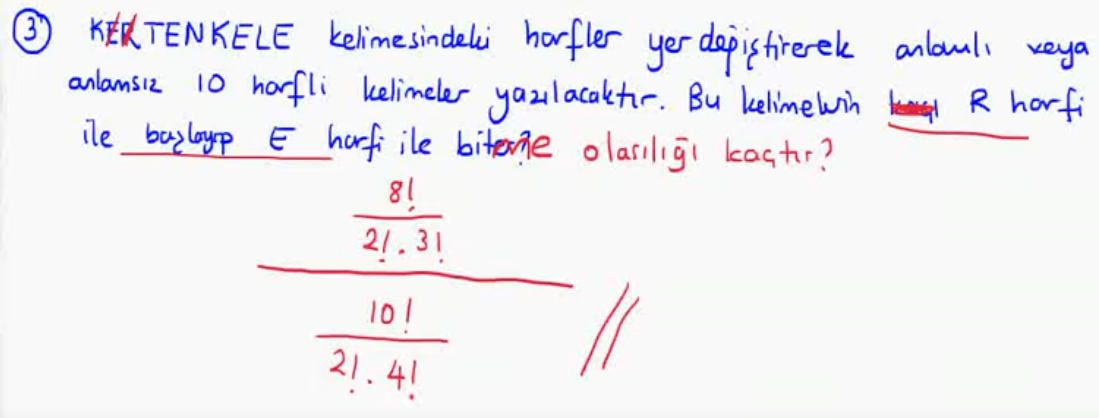 ③ KERTENKELE kelimesindeki harfler yer değiştirerek anlamlı veya
anlamsız 10 harfli kelimeler yazılacaktır. Bu kelimelerin R harfi
ile başlayıp E harfi ile bitme olasılığı kaçtır?
8!
2! . 3!
10!
2! . 4!